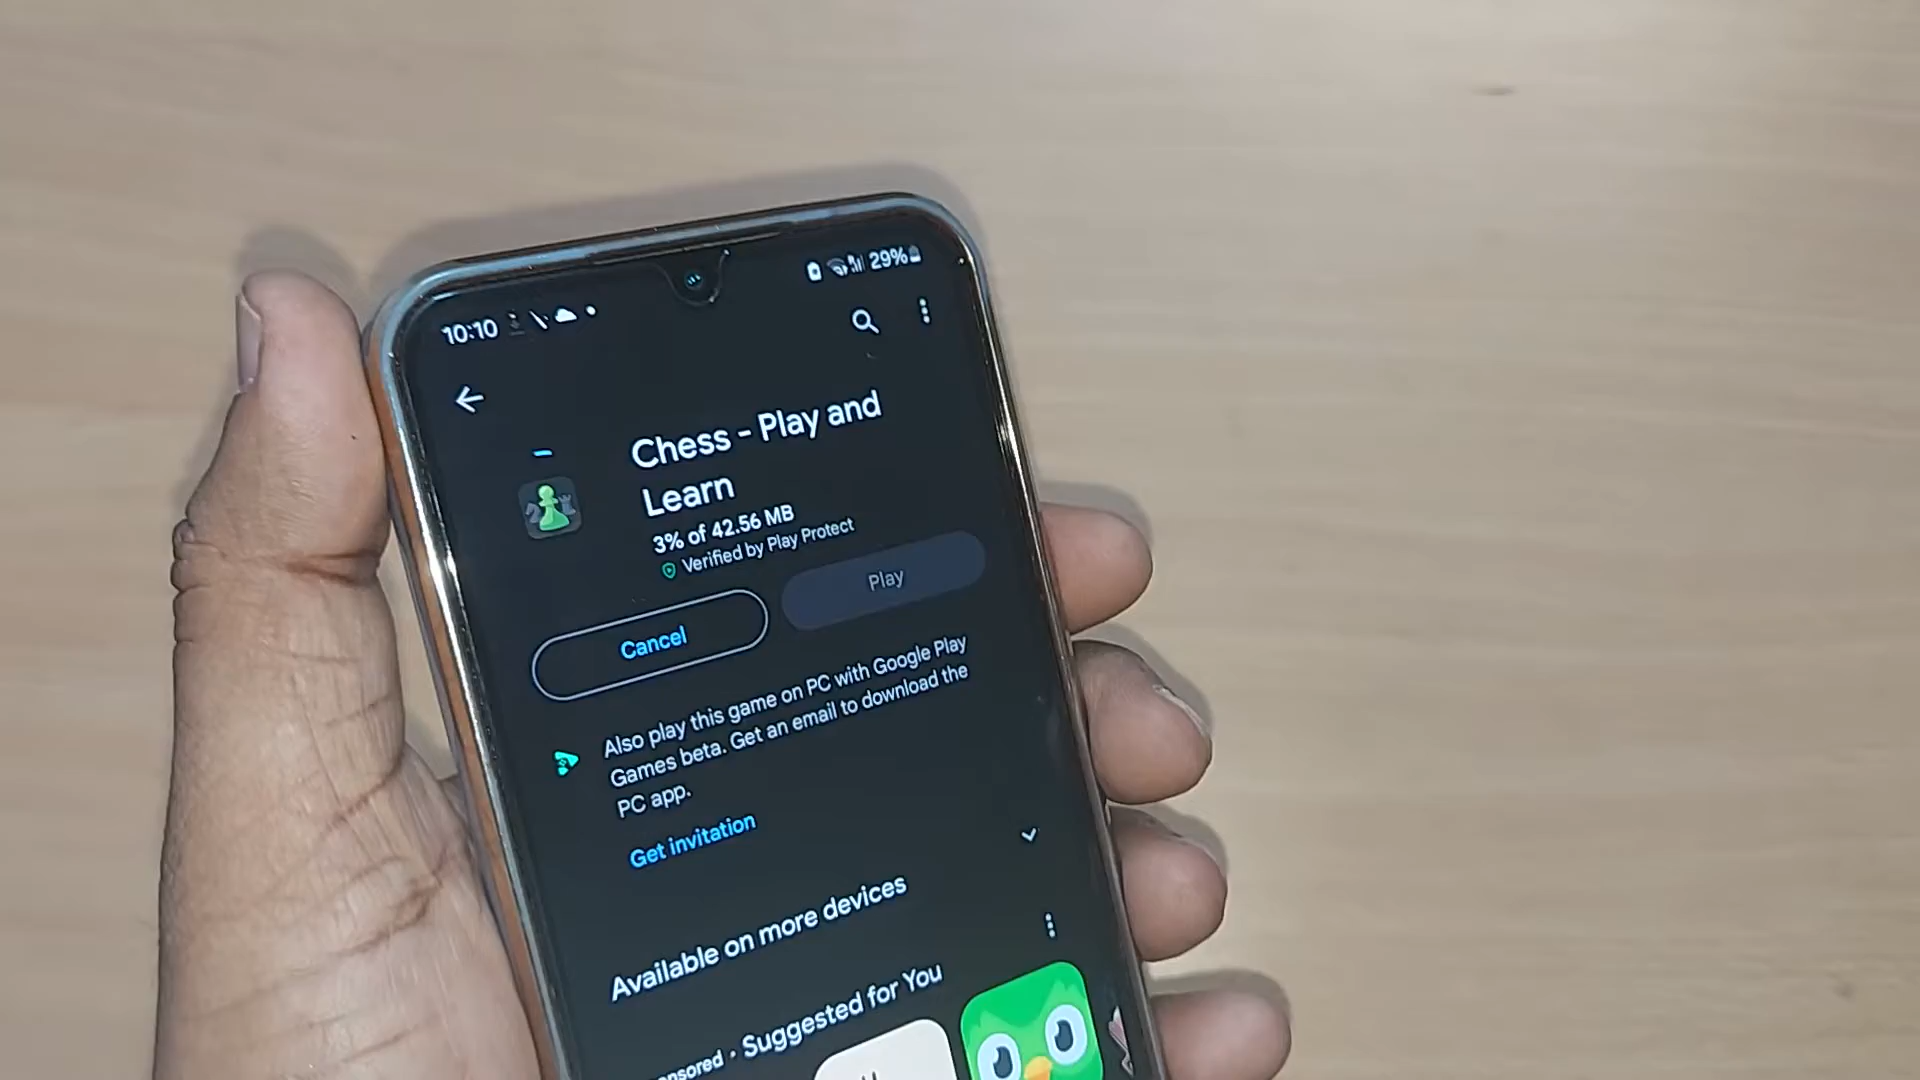 10:10
29%
Chess - Play and
Learn
3% of 42.56 MB
Verified by Play Protect
Cancel
Play
Also play this game on PC with Google Play
Games beta. Get an email to download the
PC app.
Get invitation
Available on more devices
nsored · Suggested for You